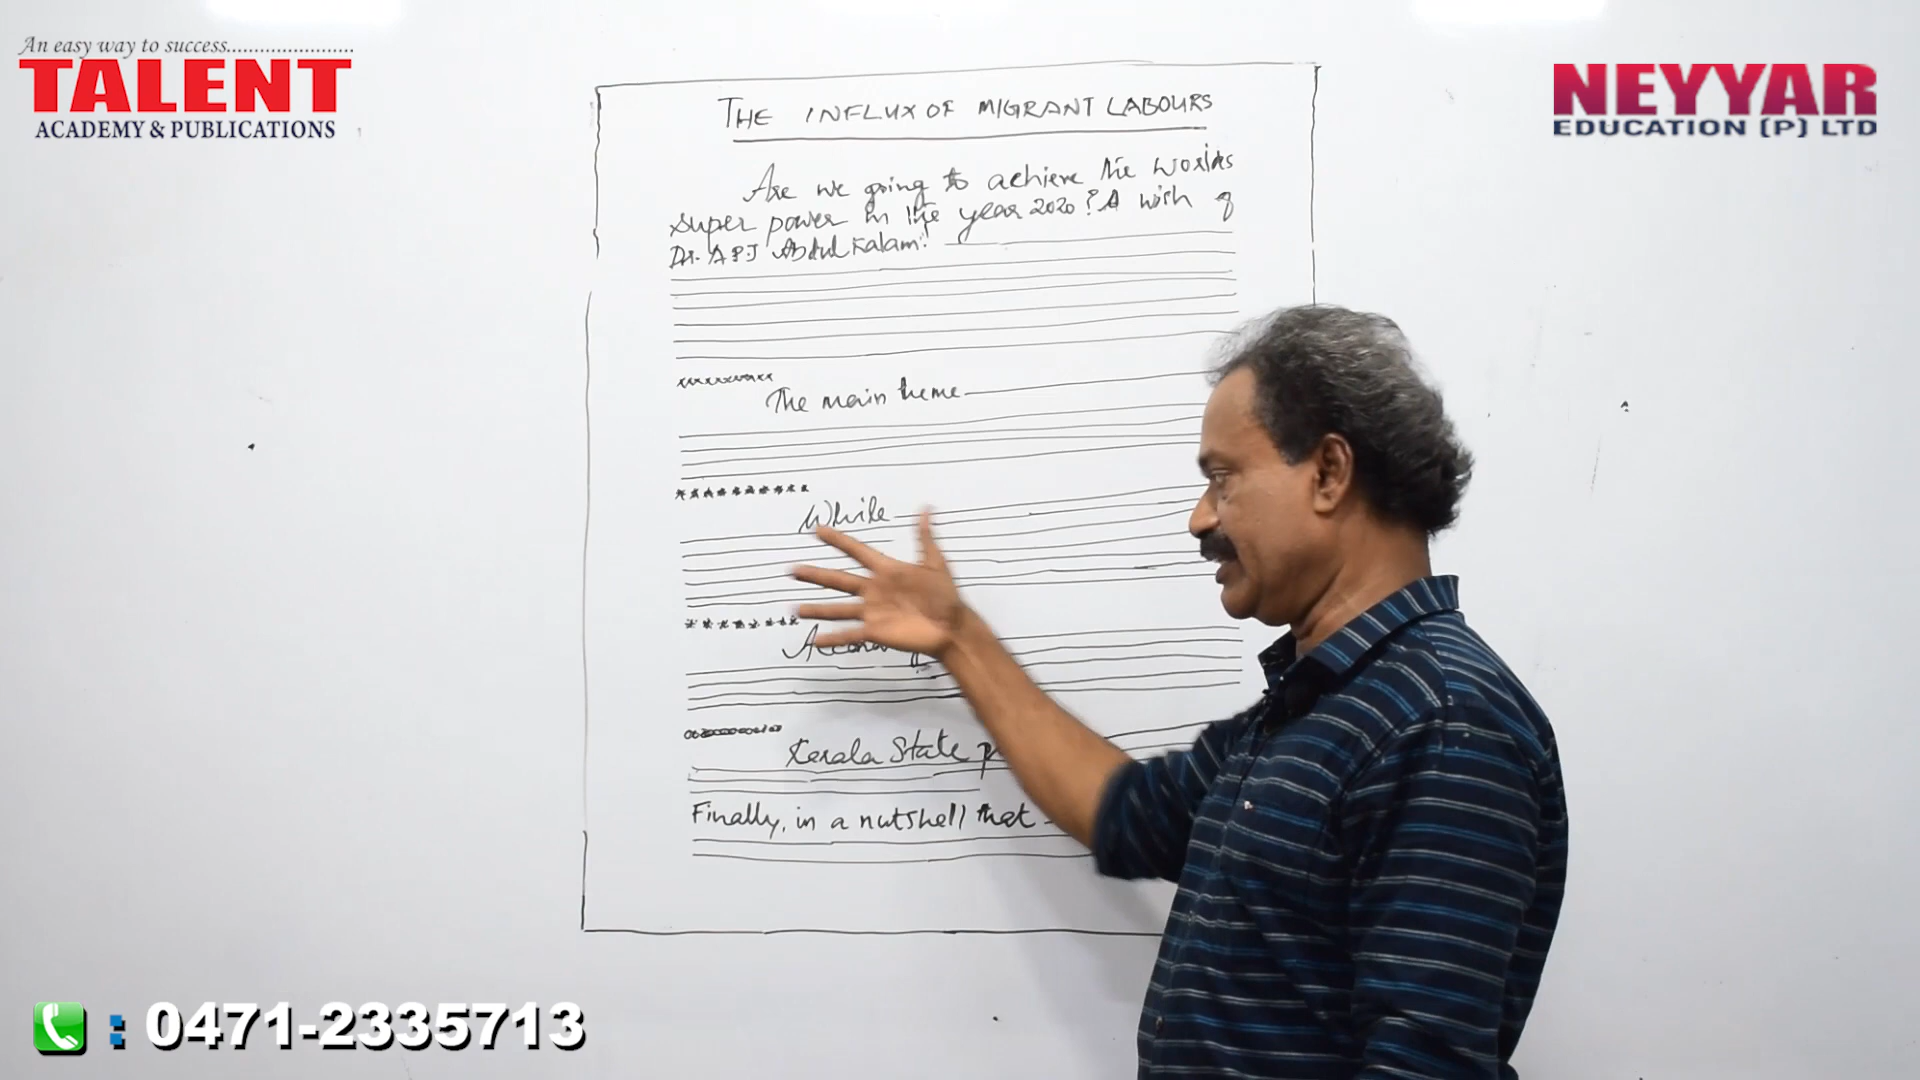 An easy way to success.......................
TALENT
ACADEMY & PUBLICATIONS
NEYYAR
EDUCATION (P) LTD
THE INFLUX OF MIGRANT LABOURS
Are we going to achieve the Worlds
super power in the year 2020? A wish of
Dr. APJ Abdul Kalam!
The main theme
While
Kerala State
Finally, in a nutshell that
: 0471-2335713